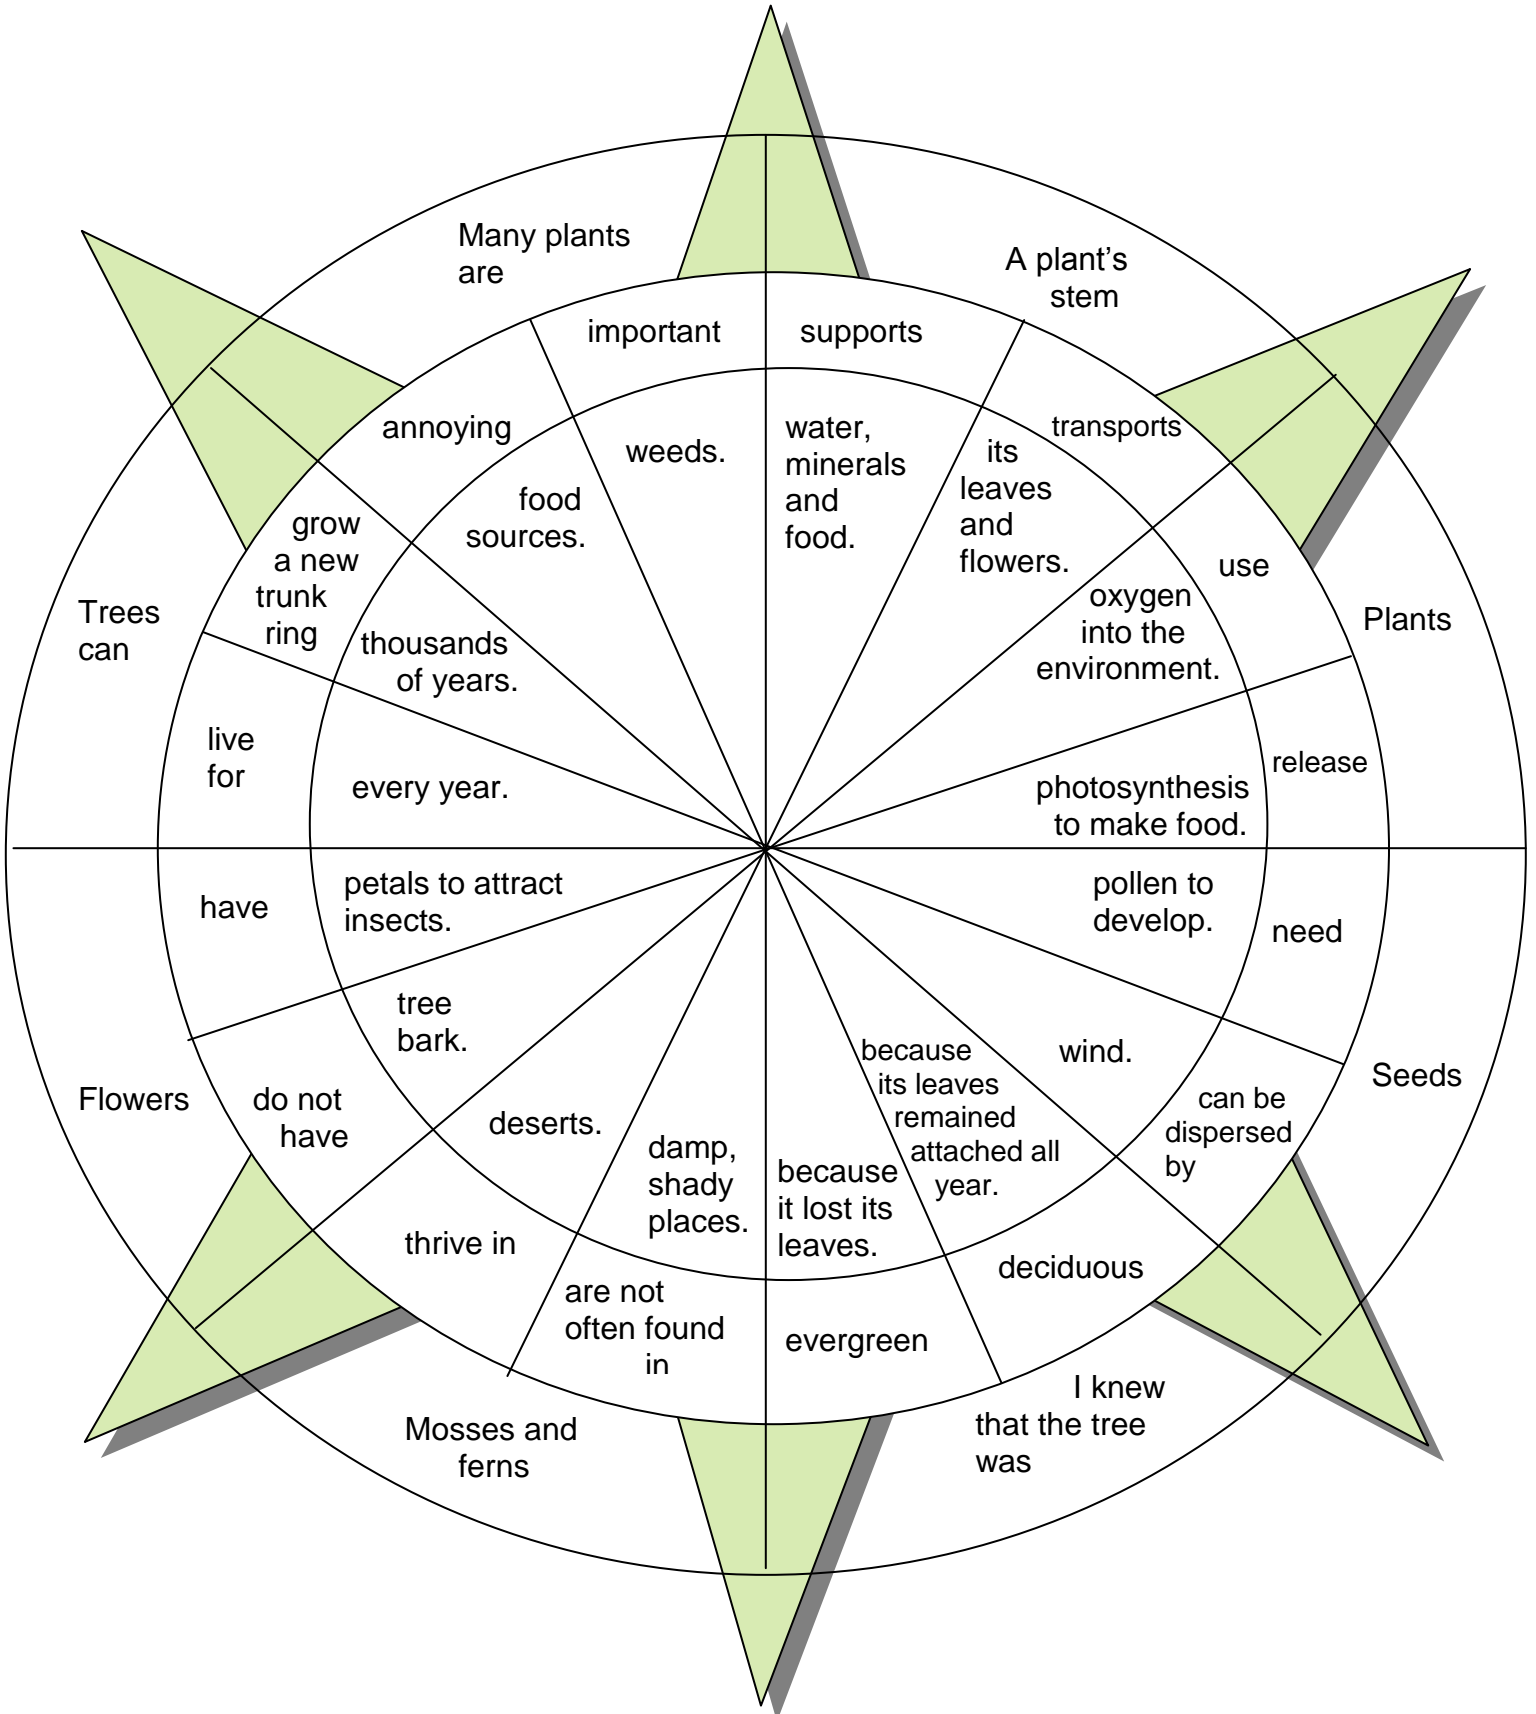 Many plants
are
A plant's
stem
important
supports
annoying
transports
weeds.
water,
minerals
and
food.
its
leaves
and
flowers.
food
sources.
grow
a new
trunk
ring
use
oxygen
into the
environment.
Trees
can
Plants
thousands
of years.
live
for
every year.
release
photosynthesis
to make food.
have
petals to attract
insects.
pollen to
develop.
need
tree
bark.
wind.
because
its leaves
remained
attached all
year.
Seeds
Flowers
do not
have
can be
dispersed
by
deserts.
damp,
shady
places.
because
it lost its
leaves.
thrive in
deciduous
are not
often found
in
evergreen
Mosses and
ferns
I knew
that the tree
was